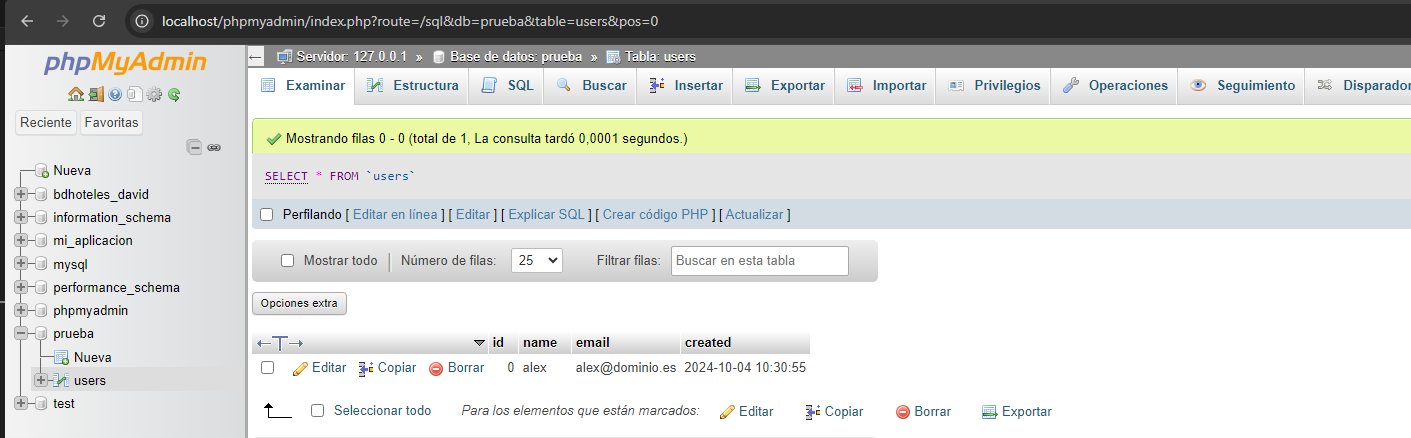 localhost/phpmyadmin/index.php?route=/sql&db=prueba&table=users&pos=0
phpMyAdmin
Reciente Favoritas
Nueva
bdhoteles_david
information_schema
mi_aplicacion
mysql
performance_schema
phpmyadmin
prueba
Nueva
users
test
Servidor: 127.0.0.1 » Base de datos: prueba » Tabla: users
Examinar Estructura SQL Buscar Insertar Exportar Importar Privilegios Operaciones Seguimiento Disparador
Mostrando filas 0 - 0 (total de 1, La consulta tardó 0,0001 segundos.)
SELECT * FROM `users`
Perfilando [ Editar en línea ] [ Editar ] [ Explicar SQL ] [ Crear código PHP ] [ Actualizar ]
Mostrar todo | Número de filas: 25 Filtrar filas: Buscar en esta tabla
Opciones extra
id name email created
Editar Copiar Borrar 0 alex alex@dominio.es 2024-10-04 10:30:55
Seleccionar todo Para los elementos que están marcados: Editar Copiar Borrar Exportar